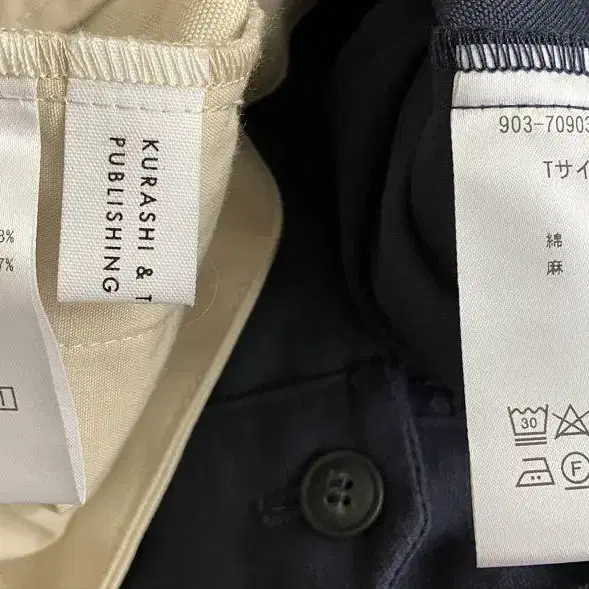 KURASHI & T
PUBLISHING
3%
7%
903-70903
Tサイ
綿
麻
30
F